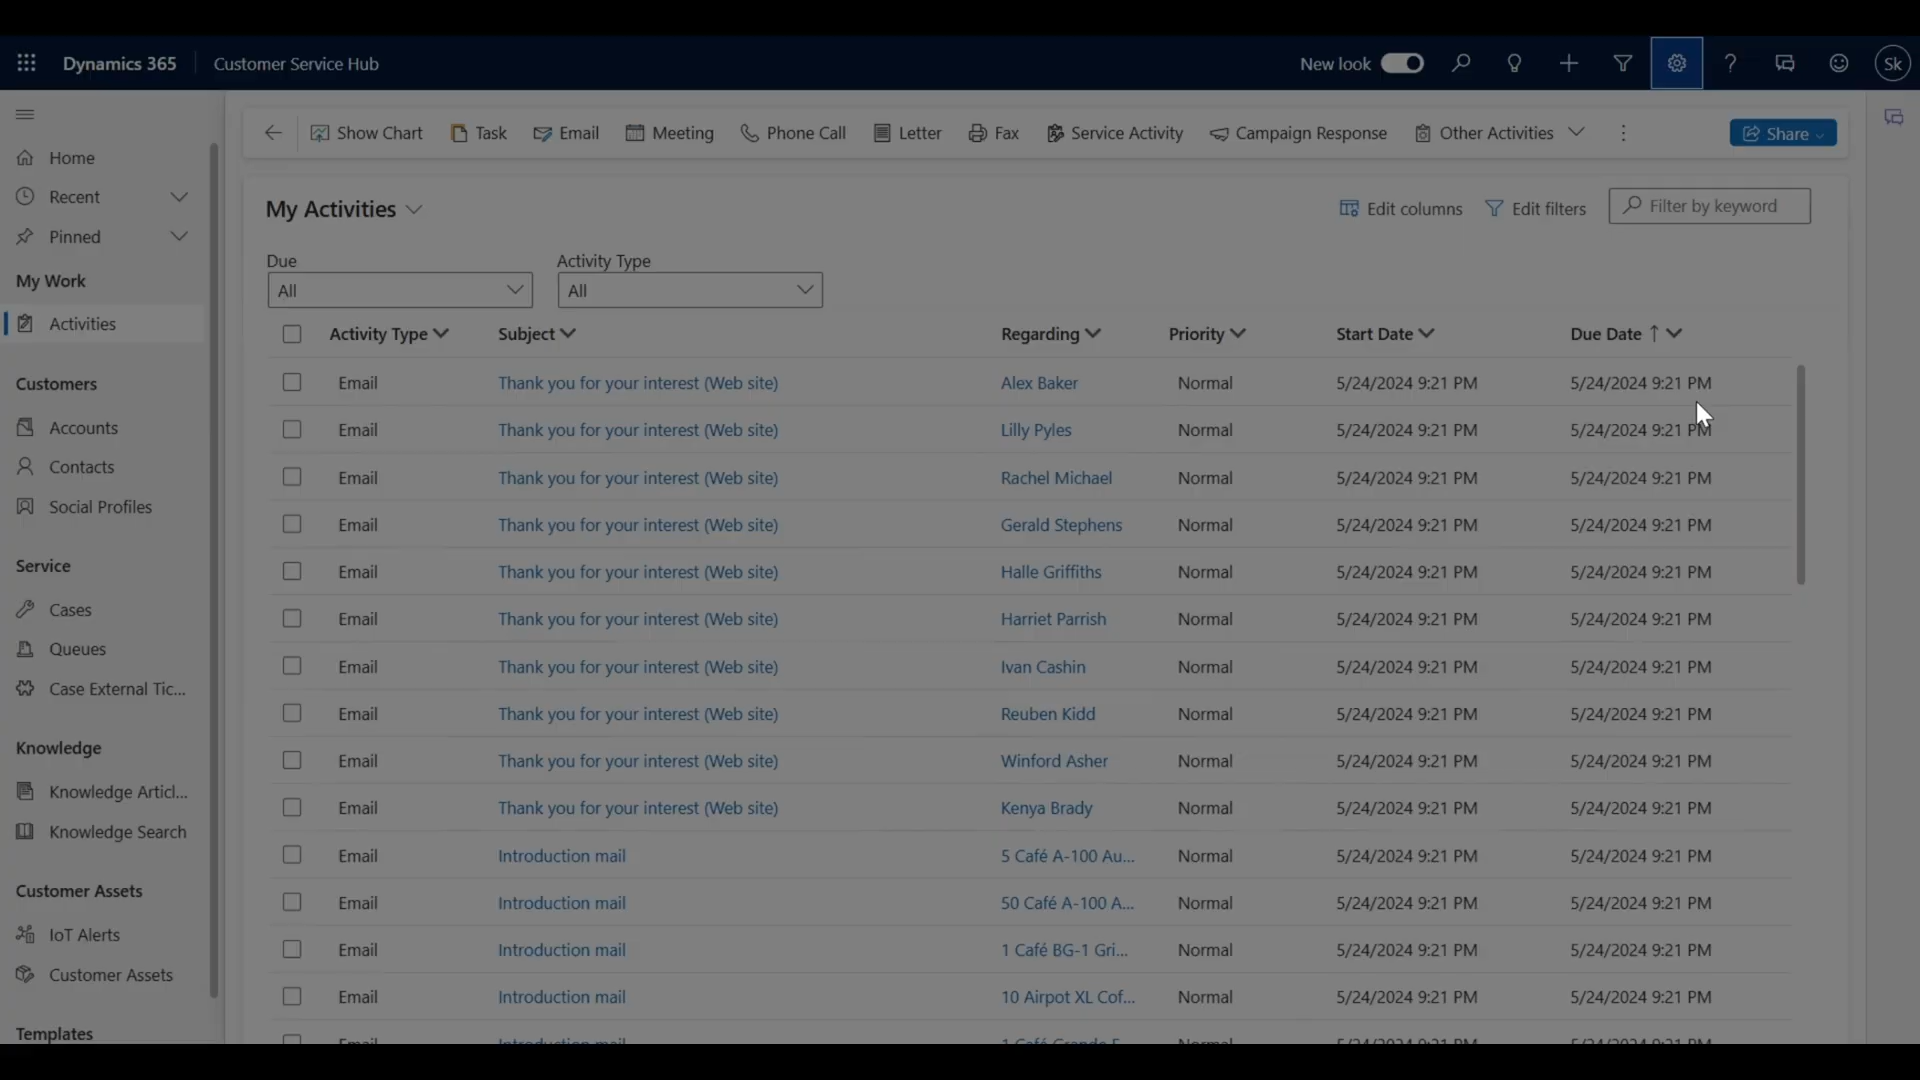 Dynamics 365 Customer Service Hub New look Sk
Show Chart Task Email Meeting Phone Call Letter Fax Service Activity Campaign Response Other Activities Share
Home
Recent
Pinned
My Work
Activities
Customers
Accounts
Contacts
Social Profiles
Service
Cases
Queues
Case External Tic...
Knowledge
Knowledge Articl...
Knowledge Search
Customer Assets
IoT Alerts
Customer Assets
Templates
My Activities Edit columns Edit filters Filter by keyword
Due Activity Type
All All
Activity Type Subject Regarding Priority Start Date Due Date ↑
Email Thank you for your interest (Web site) Alex Baker Normal 5/24/2024 9:21 PM 5/24/2024 9:21 PM
Email Thank you for your interest (Web site) Lilly Pyles Normal 5/24/2024 9:21 PM 5/24/2024 9:21 PM
Email Thank you for your interest (Web site) Rachel Michael Normal 5/24/2024 9:21 PM 5/24/2024 9:21 PM
Email Thank you for your interest (Web site) Gerald Stephens Normal 5/24/2024 9:21 PM 5/24/2024 9:21 PM
Email Thank you for your interest (Web site) Halle Griffiths Normal 5/24/2024 9:21 PM 5/24/2024 9:21 PM
Email Thank you for your interest (Web site) Harriet Parrish Normal 5/24/2024 9:21 PM 5/24/2024 9:21 PM
Email Thank you for your interest (Web site) Ivan Cashin Normal 5/24/2024 9:21 PM 5/24/2024 9:21 PM
Email Thank you for your interest (Web site) Reuben Kidd Normal 5/24/2024 9:21 PM 5/24/2024 9:21 PM
Email Thank you for your interest (Web site) Winford Asher Normal 5/24/2024 9:21 PM 5/24/2024 9:21 PM
Email Thank you for your interest (Web site) Kenya Brady Normal 5/24/2024 9:21 PM 5/24/2024 9:21 PM
Email Introduction mail 5 Café A-100 Au... Normal 5/24/2024 9:21 PM 5/24/2024 9:21 PM
Email Introduction mail 50 Café A-100 A... Normal 5/24/2024 9:21 PM 5/24/2024 9:21 PM
Email Introduction mail 1 Café BG-1 Gri... Normal 5/24/2024 9:21 PM 5/24/2024 9:21 PM
Email Introduction mail 10 Airpot XL Cof... Normal 5/24/2024 9:21 PM 5/24/2024 9:21 PM